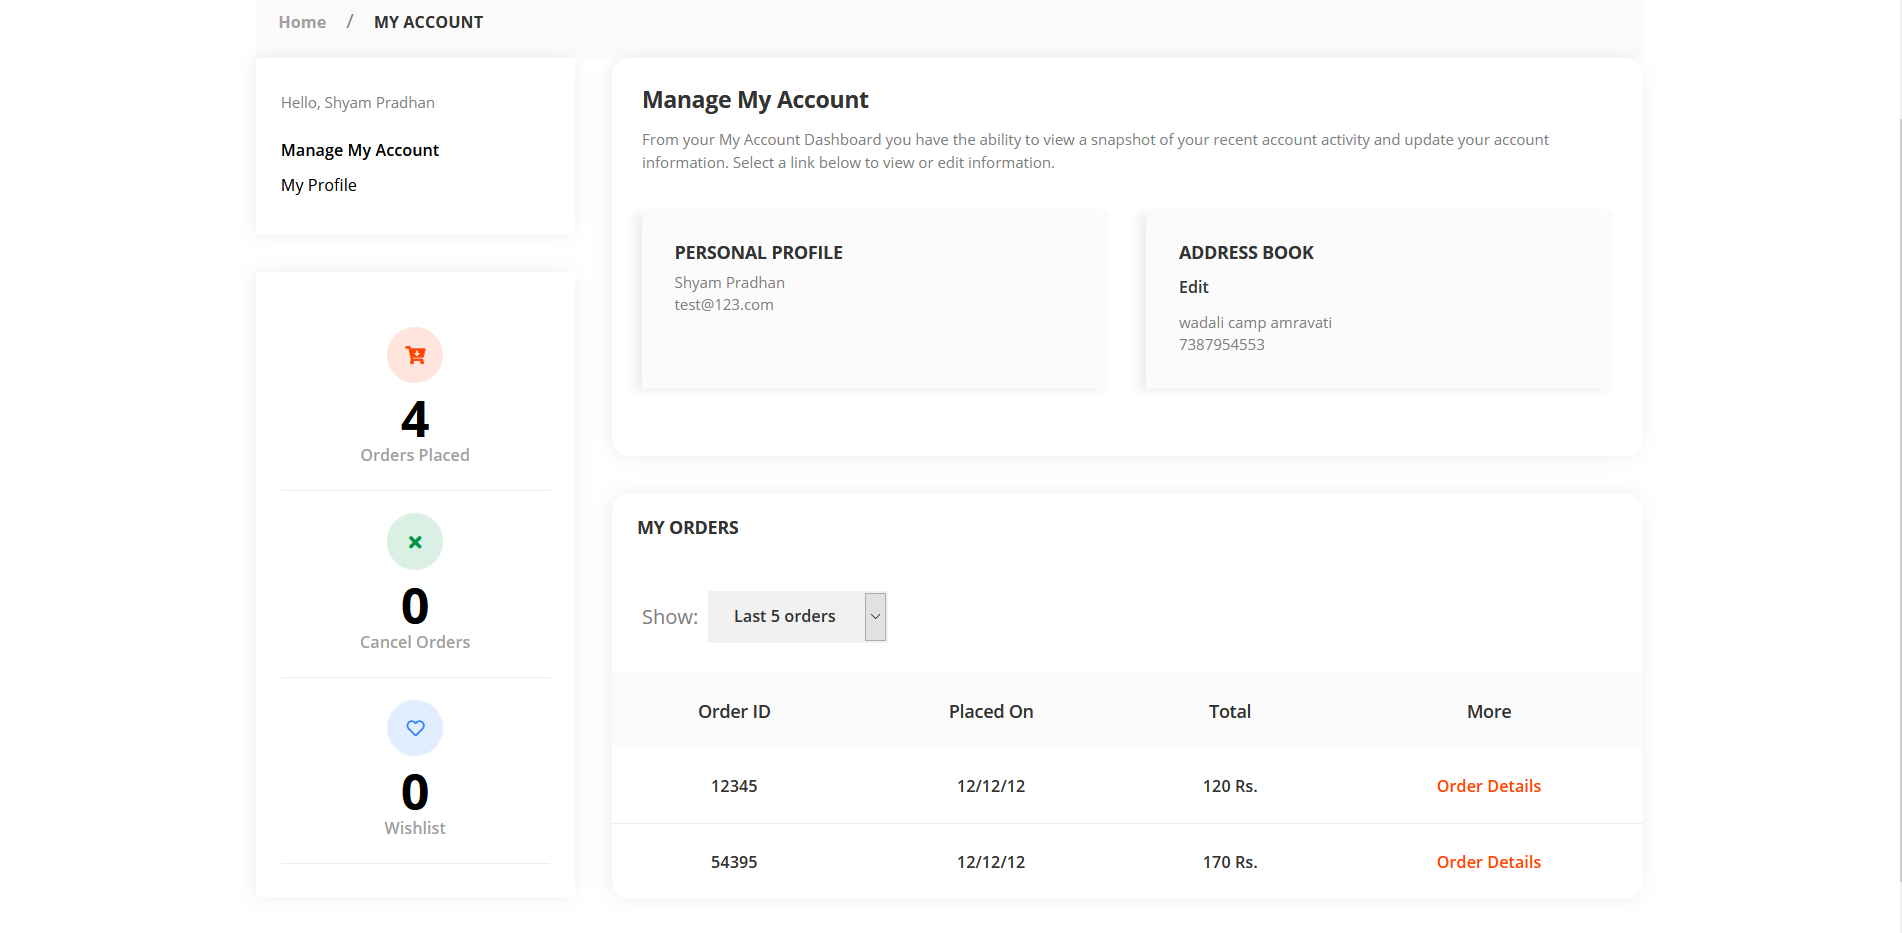 Home / MY ACCOUNT
Hello, Shyam Pradhan
Manage My Account
My Profile
4
Orders Placed
0
Cancel Orders
0
Wishlist
Manage My Account
From your My Account Dashboard you have the ability to view a snapshot of your recent account activity and update your account
information. Select a link below to view or edit information.
PERSONAL PROFILE
Shyam Pradhan
test@123.com
ADDRESS BOOK
Edit
wadali camp amravati
7387954553
MY ORDERS
Show: Last 5 orders
Order ID Placed On Total More
12345 12/12/12 120 Rs. Order Details
54395 12/12/12 170 Rs. Order Details